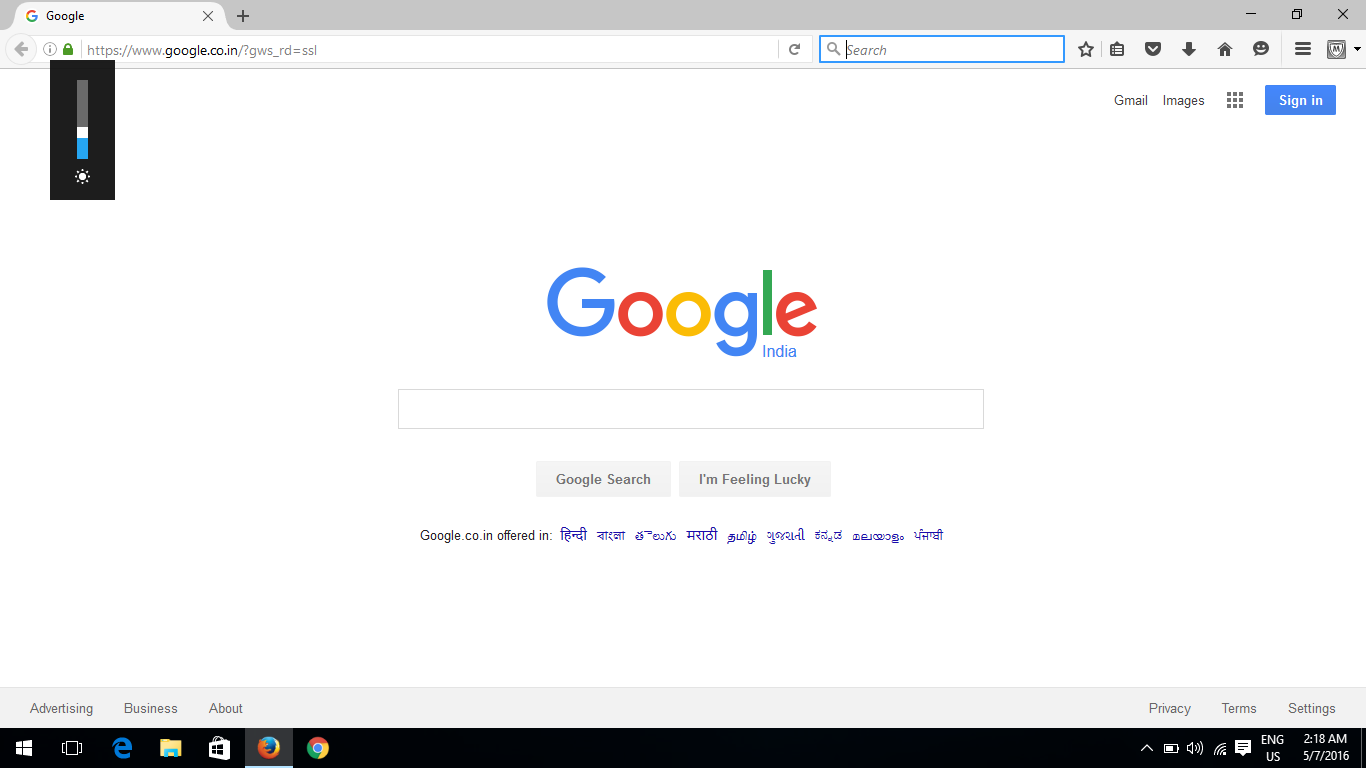 Google
https://www.google.co.in/?gws_rd=ssl
Search
Gmail Images Sign in
Google
India
Google Search I'm Feeling Lucky
Google.co.in offered in: हिन्दी বাংলা తెలుగు मराठी தமிழ் ગુજરાતી ಕನ್ನಡ മലയാളം ਪੰਜਾਬੀ
Advertising Business About Privacy Terms Settings
ENG 2:18 AM
US 5/7/2016